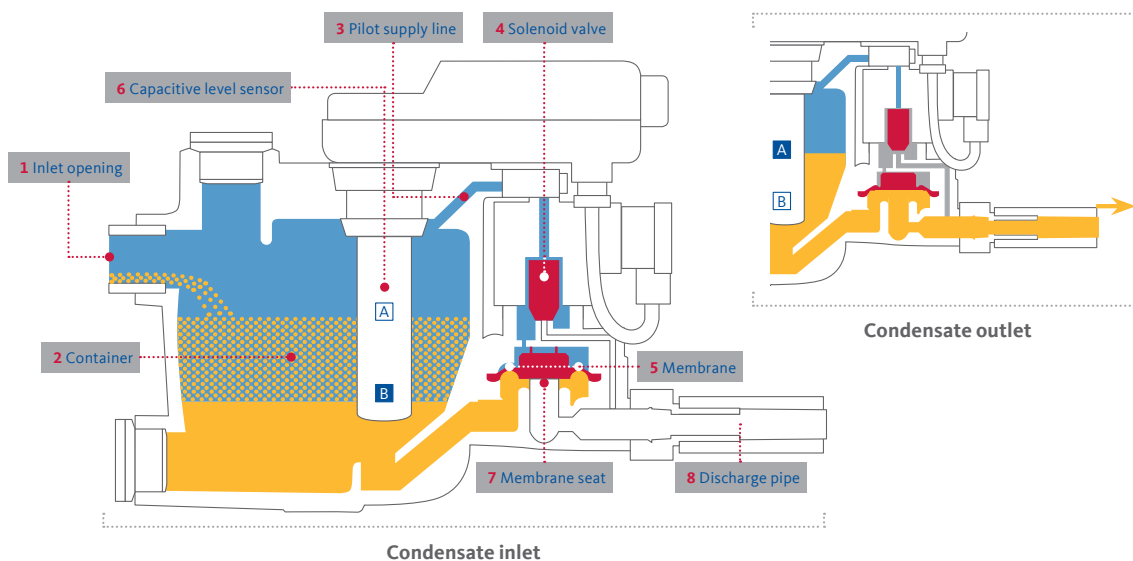 3 Pilot supply line
4 Solenoid valve
6 Capacitive level sensor
1 Inlet opening
A
B
A
2 Container
B
5 Membrane
7 Membrane seat
8 Discharge pipe
Condensate outlet
Condensate inlet